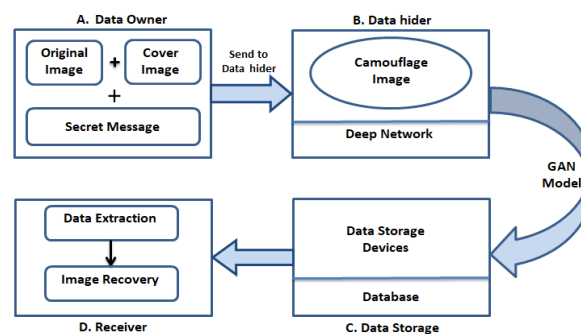 A. Data Owner
Original
Image
+
Cover
Image
+
Secret Message
Send to
Data hider
B. Data hider
Camouflage
Image
Deep Network
GAN
Model
Data Storage
Devices
Database
C. Data Storage
Data Extraction
Image Recovery
D. Receiver